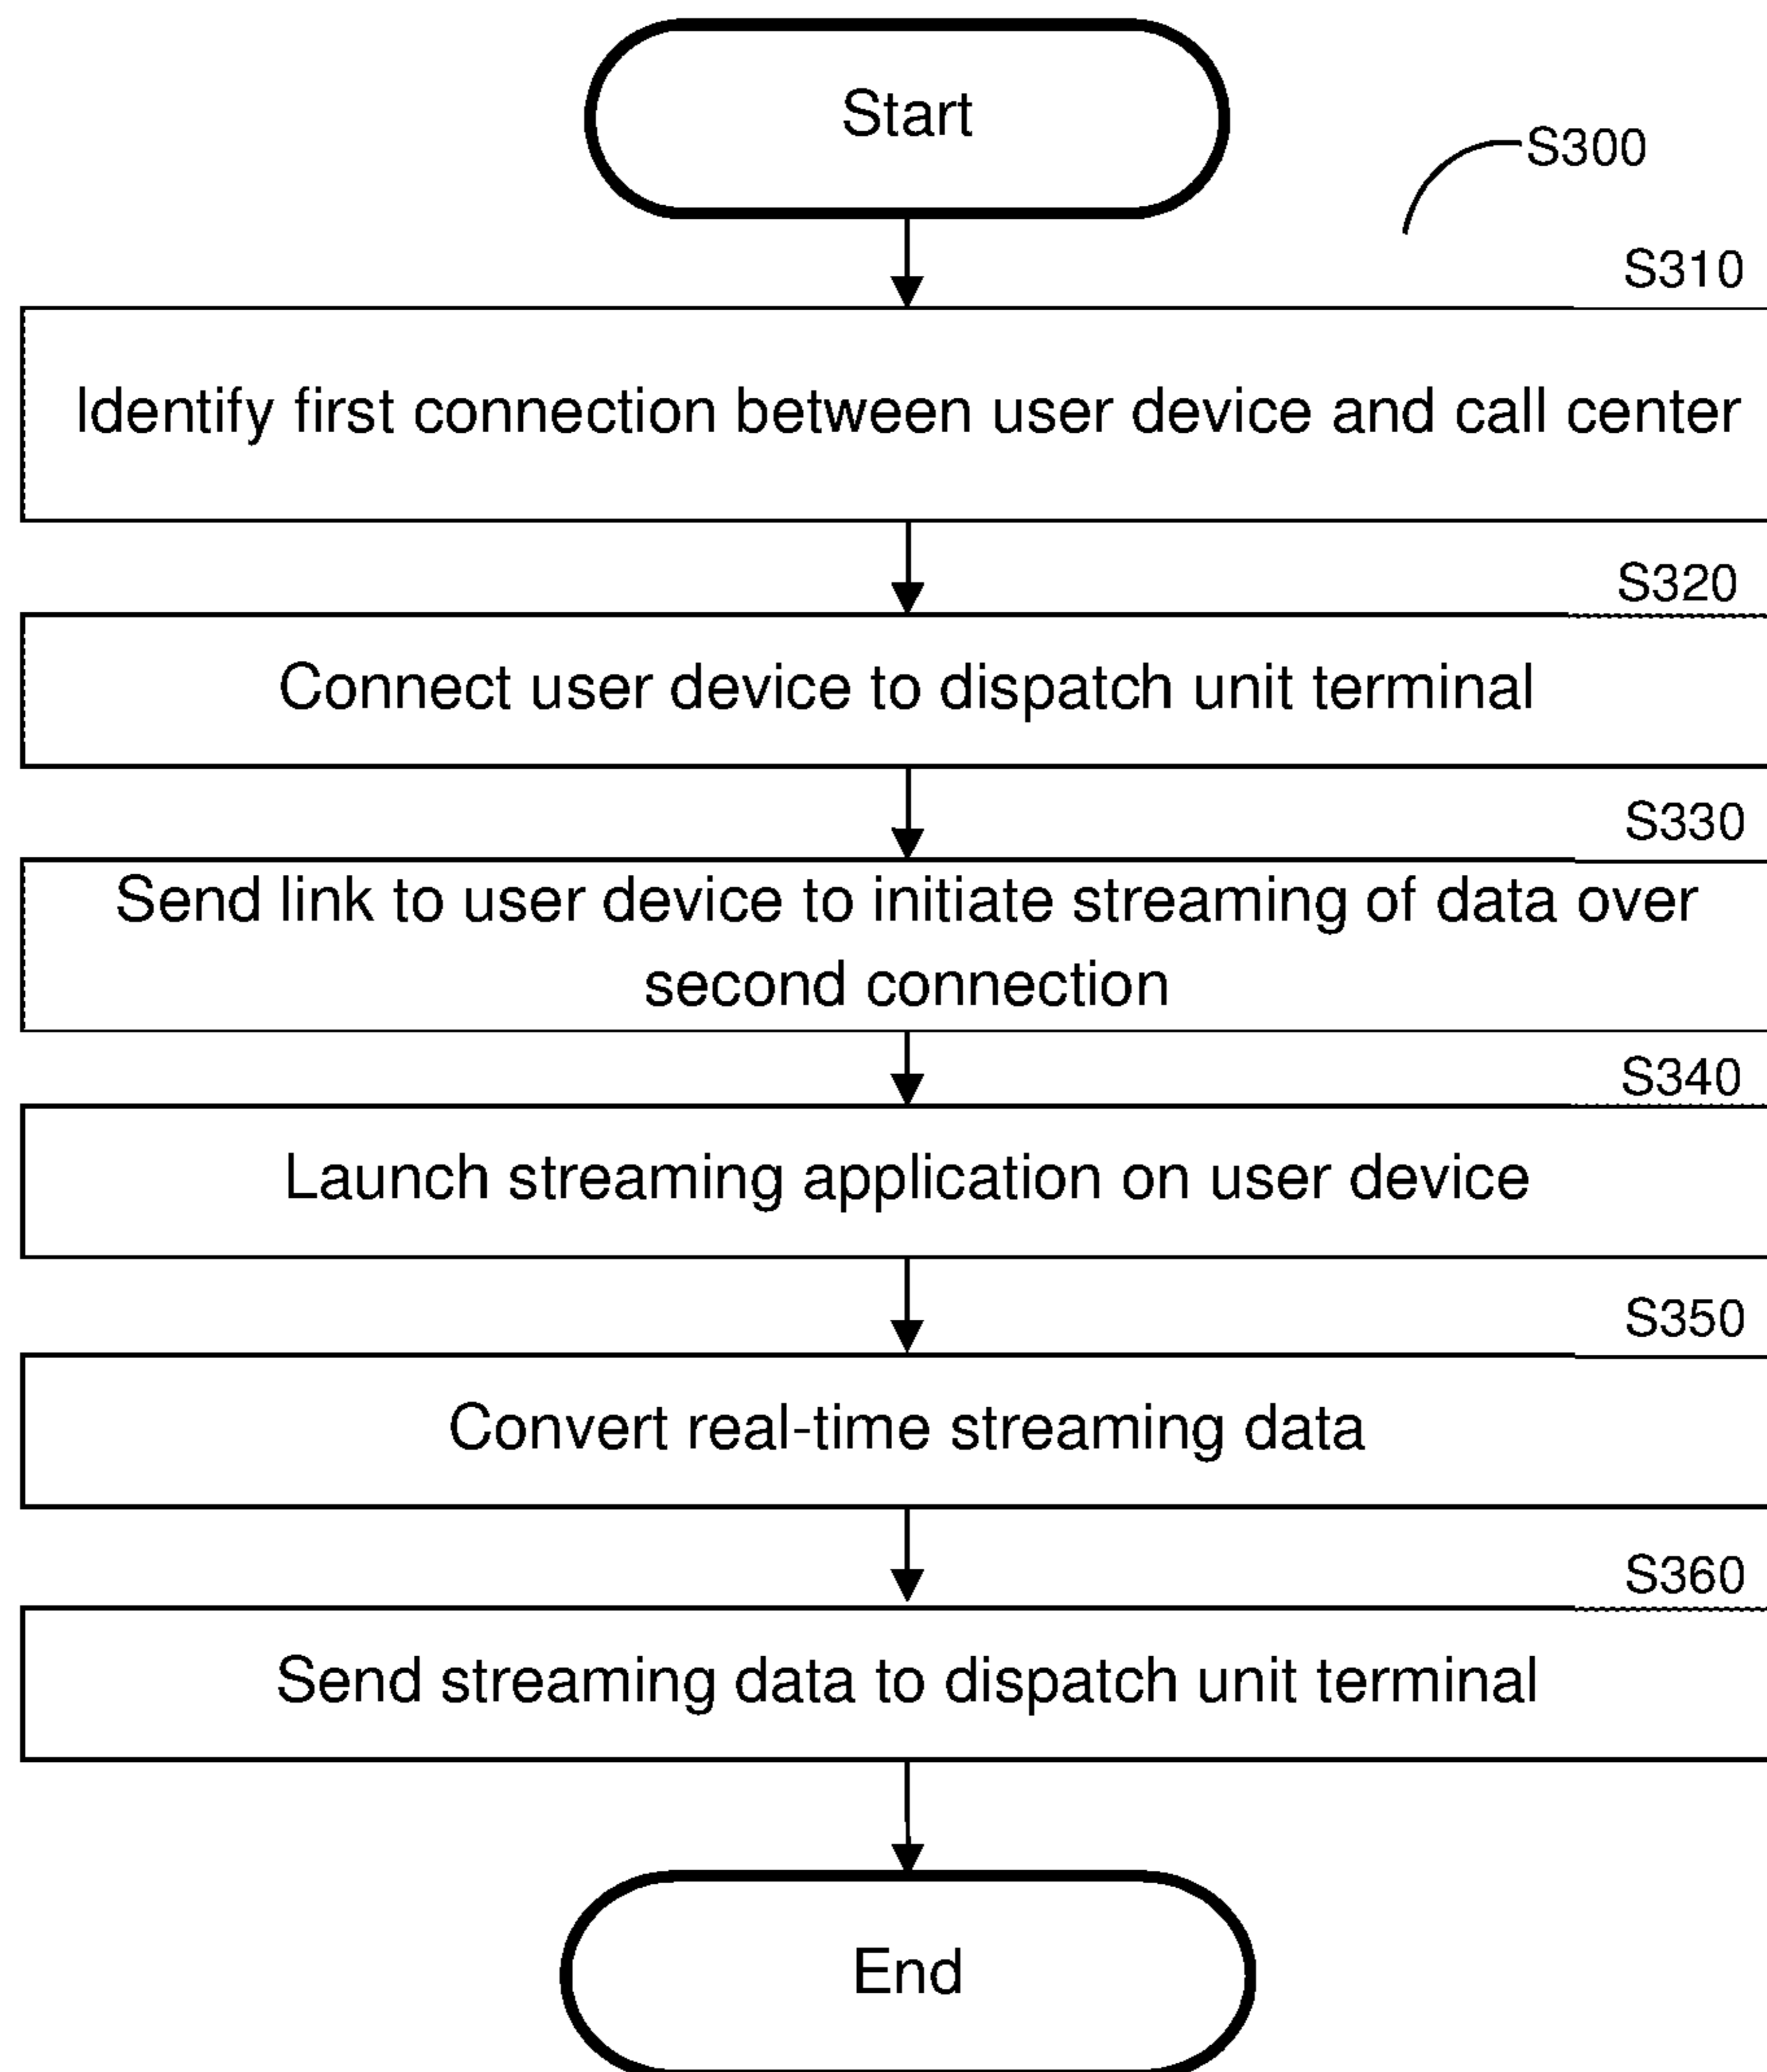 Start
S300
S310
Identify first connection between user device and call center
S320
Connect user device to dispatch unit terminal
S330
Send link to user device to initiate streaming of data over
second connection
S340
Launch streaming application on user device
S350
Convert real-time streaming data
S360
Send streaming data to dispatch unit terminal
End